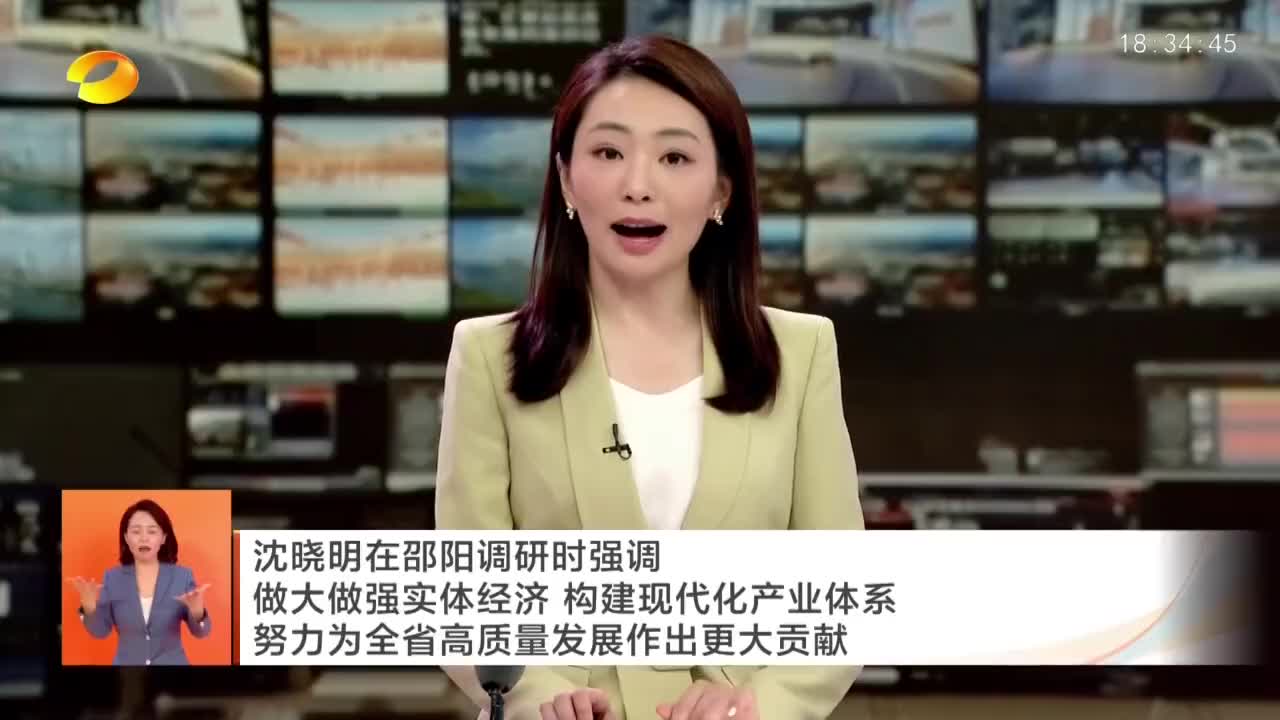 18:34:45
沈晓明在邵阳调研时强调
做大做强实体经济 构建现代化产业体系
努力为全省高质量发展作出更大贡献